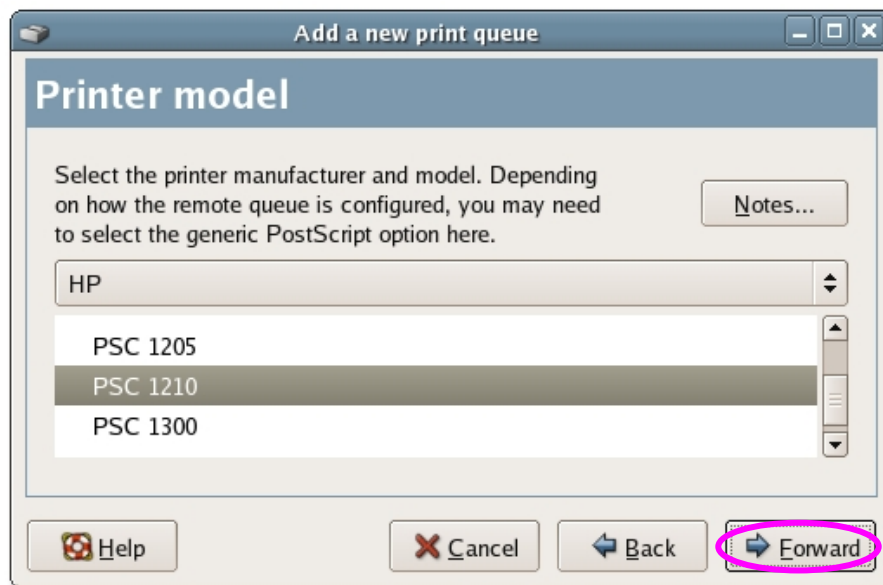 Add a new print queue
Printer model
Select the printer manufacturer and model. Depending
on how the remote queue is configured, you may need
to select the generic PostScript option here.
Notes...
HP
PSC 1205
PSC 1210
PSC 1300
Help
Cancel
Back
Forward